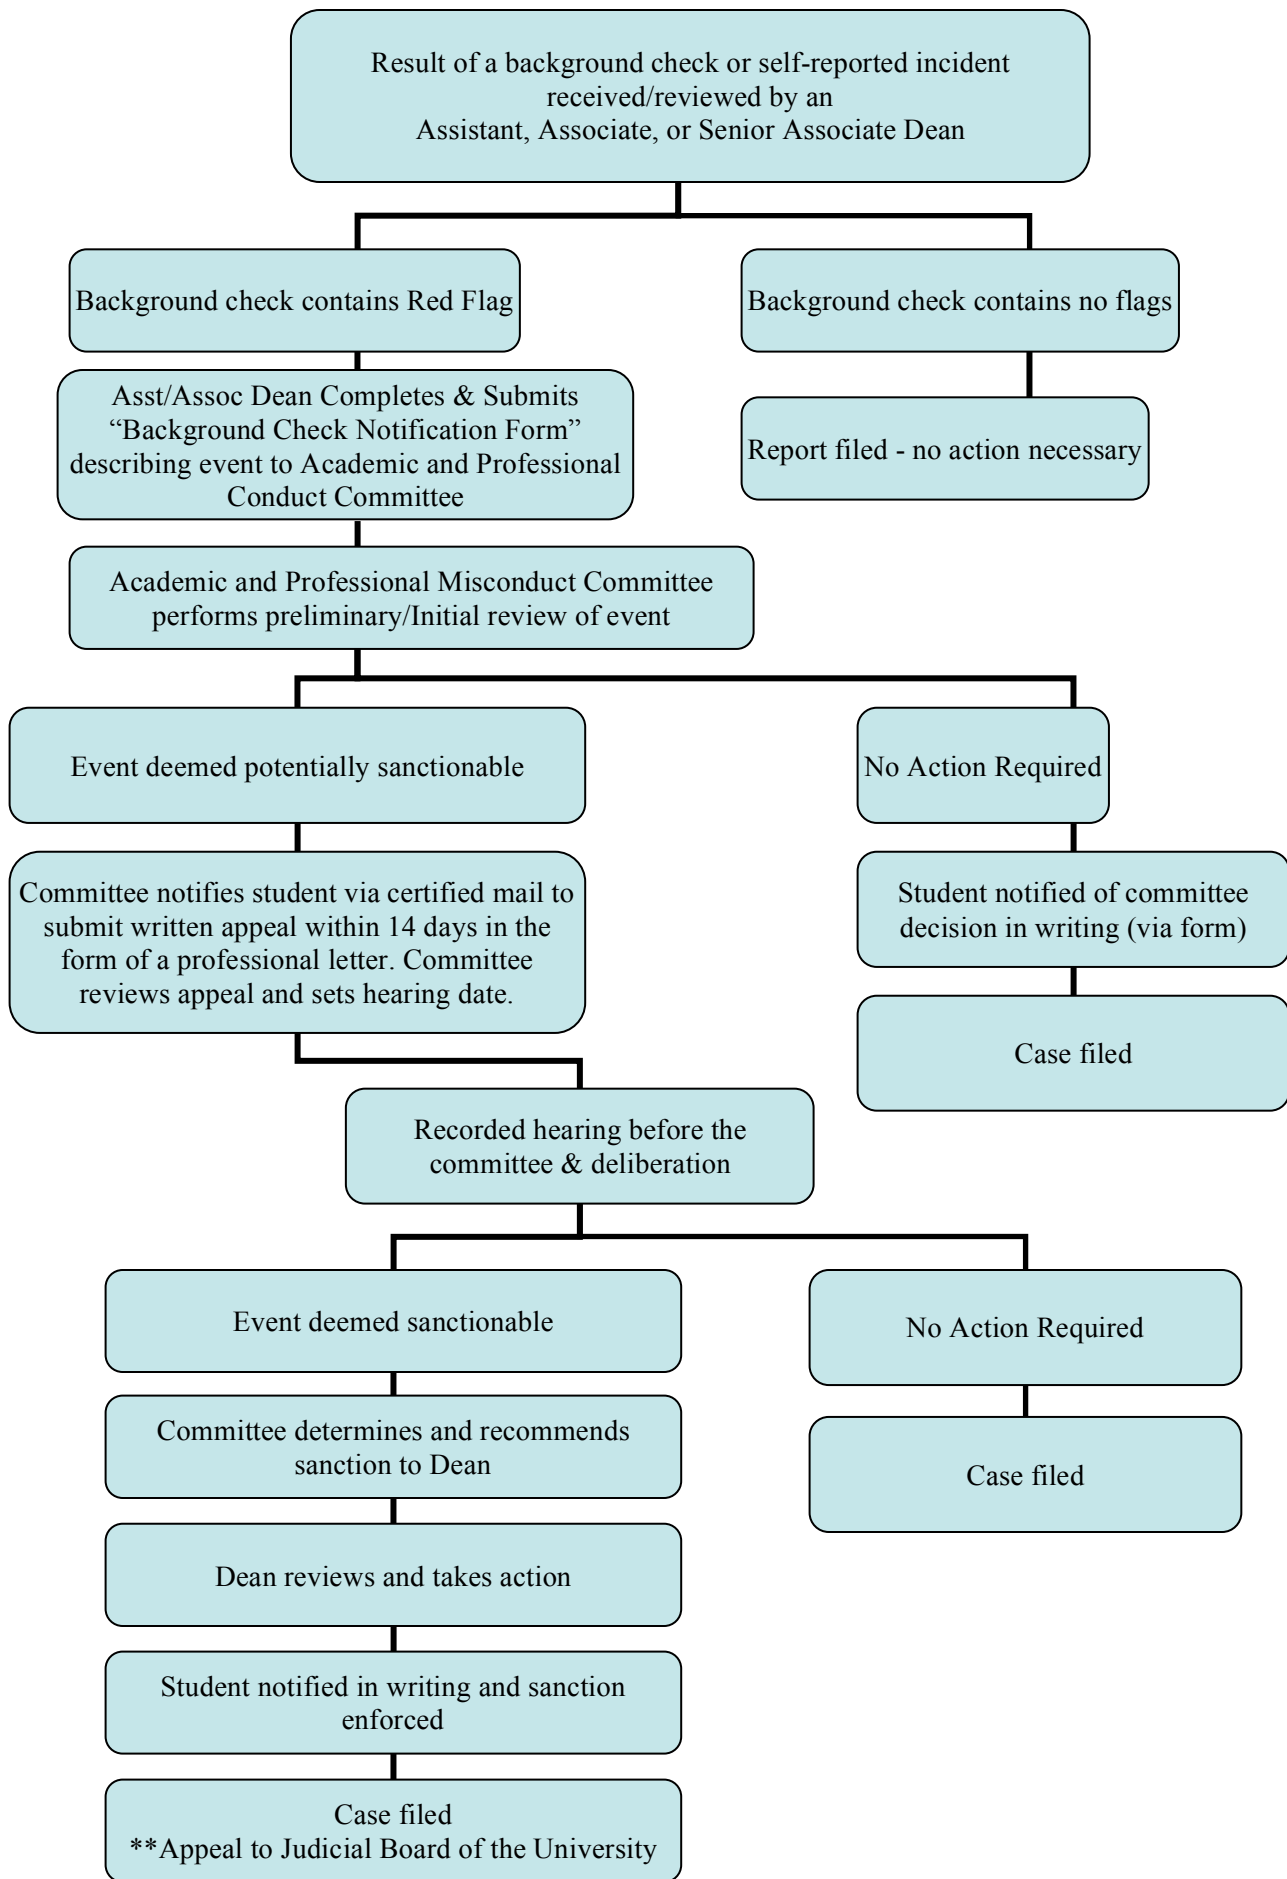 Result of a background check or self-reported incident
received/reviewed by an
Assistant, Associate, or Senior Associate Dean
Background check contains Red Flag
Background check contains no flags
Asst/Assoc Dean Completes & Submits
“Background Check Notification Form”
describing event to Academic and Professional
Conduct Committee
Report filed - no action necessary
Academic and Professional Misconduct Committee
performs preliminary/Initial review of event
Event deemed potentially sanctionable
No Action Required
Committee notifies student via certified mail to
submit written appeal within 14 days in the
form of a professional letter. Committee
reviews appeal and sets hearing date.
Student notified of committee
decision in writing (via form)
Case filed
Recorded hearing before the
committee & deliberation
Event deemed sanctionable
No Action Required
Committee determines and recommends
sanction to Dean
Case filed
Dean reviews and takes action
Student notified in writing and sanction
enforced
Case filed
**Appeal to Judicial Board of the University